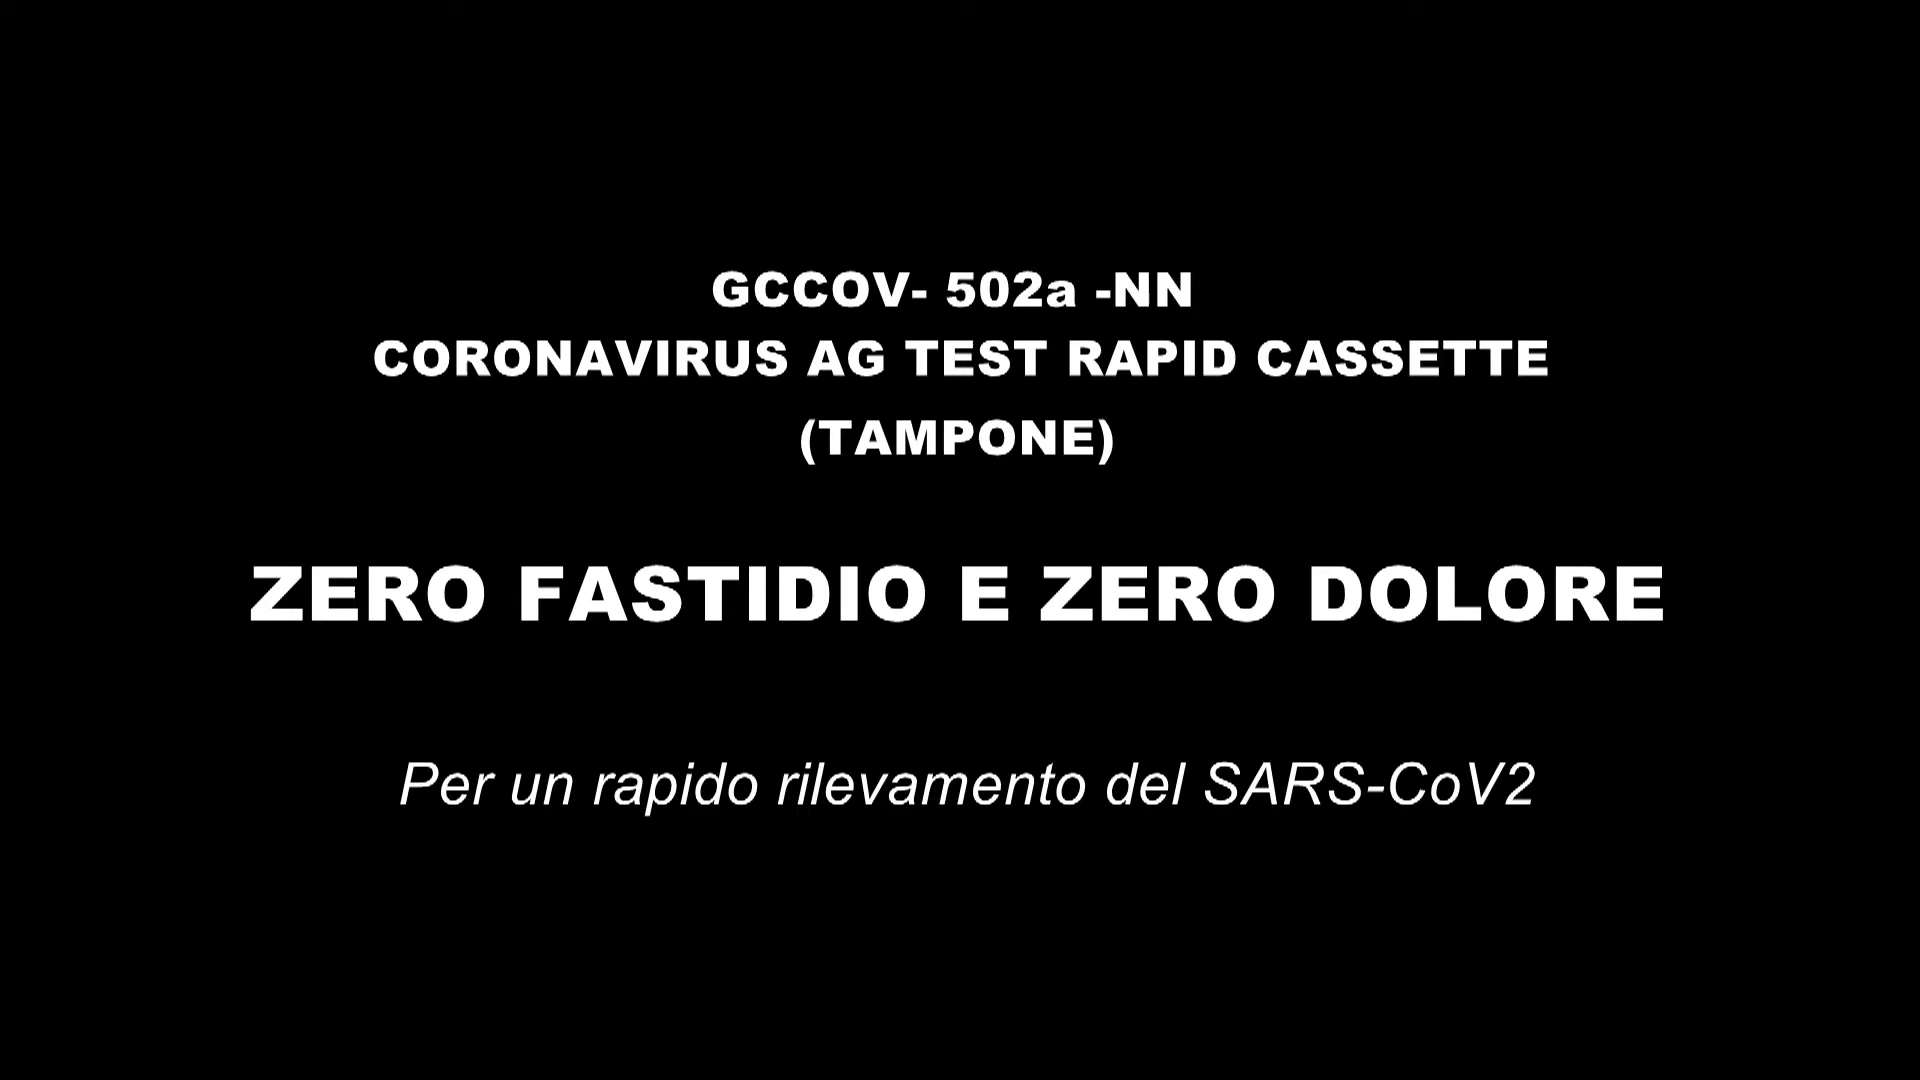 GCCOV- 502a -NN
CORONAVIRUS AG TEST RAPID CASSETTE
(TAMPONE)
ZERO FASTIDIO E ZERO DOLORE
Per un rapido rilevamento del SARS-CoV2